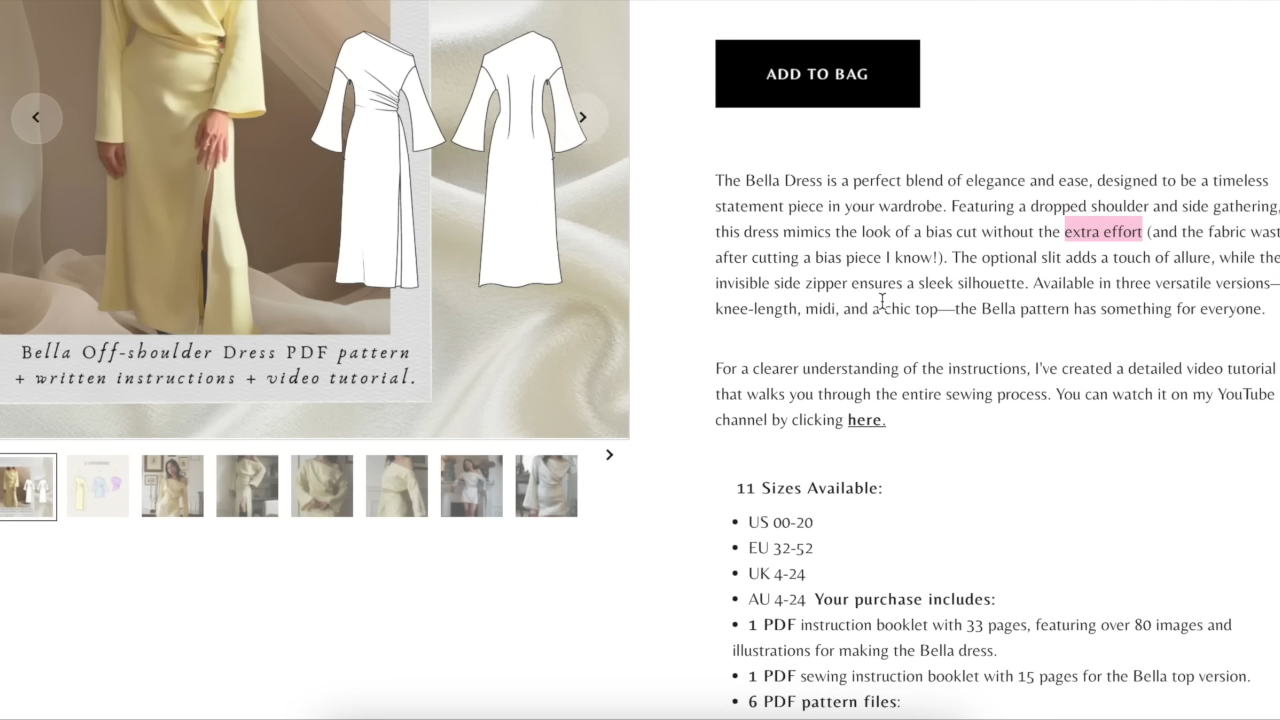 Bella Off-shoulder Dress PDF pattern
+ written instructions + video tutorial.
ADD TO BAG
The Bella Dress is a perfect blend of elegance and ease, designed to be a timeless
statement piece in your wardrobe. Featuring a dropped shoulder and side gathering,
this dress mimics the look of a bias cut without the extra effort (and the fabric wast
after cutting a bias piece I know!). The optional slit adds a touch of allure, while the
invisible side zipper ensures a sleek silhouette. Available in three versatile versions—
knee-length, midi, and a chic top—the Bella pattern has something for everyone.
For a clearer understanding of the instructions, I've created a detailed video tutorial
that walks you through the entire sewing process. You can watch it on my YouTube
channel by clicking here.
11 Sizes Available:
• US 00-20
• EU 32-52
• UK 4-24
• AU 4-24 Your purchase includes:
• 1 PDF instruction booklet with 33 pages, featuring over 80 images and
illustrations for making the Bella dress.
• 1 PDF sewing instruction booklet with 15 pages for the Bella top version.
• 6 PDF pattern files: